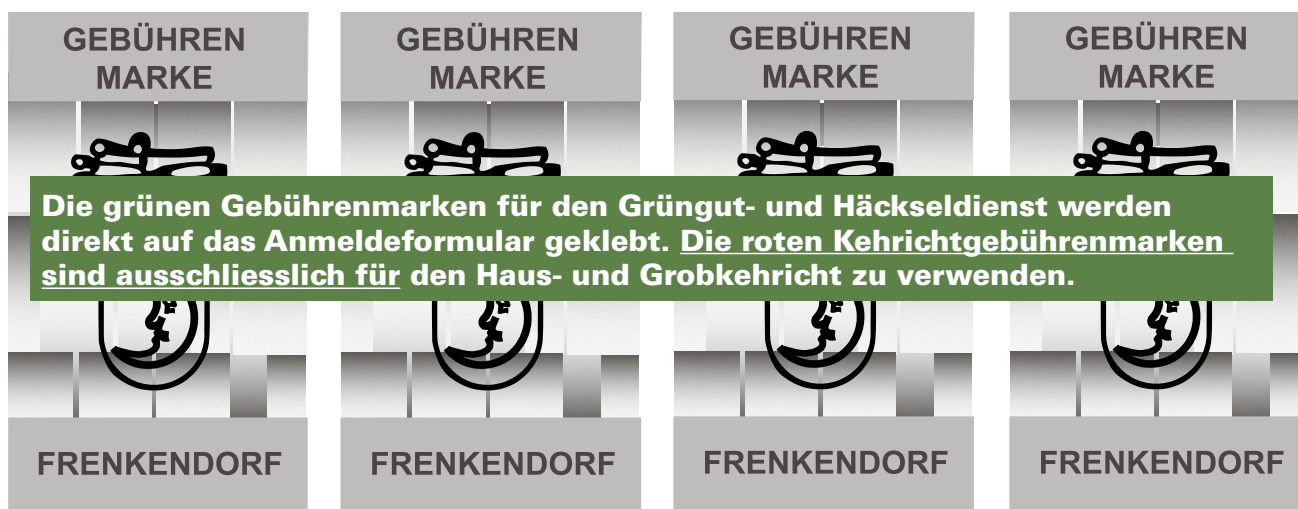 GEBÜHREN
MARKE
GEBÜHREN
MARKE
GEBÜHREN
MARKE
GEBÜHREN
MARKE
Die grünen Gebührenmarken für den Grüngut- und Häckseldienst werden
direkt auf das Anmeldeformular geklebt. Die roten Kehrichtgebührenmarken
sind ausschliesslich für den Haus- und Grobkehricht zu verwenden.
FRENKENDORF
FRENKENDORF
FRENKENDORF
FRENKENDORF